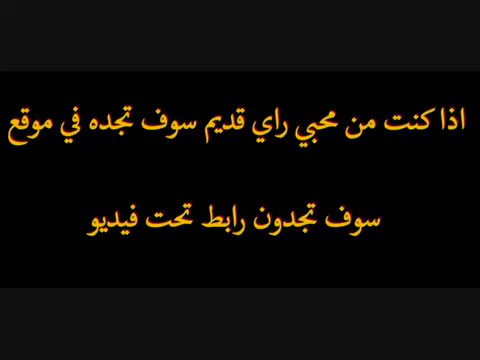 اذا كنت من محبي راي قديم سوف تجده في موقع
سوف تجدون رابط تحت فيديو